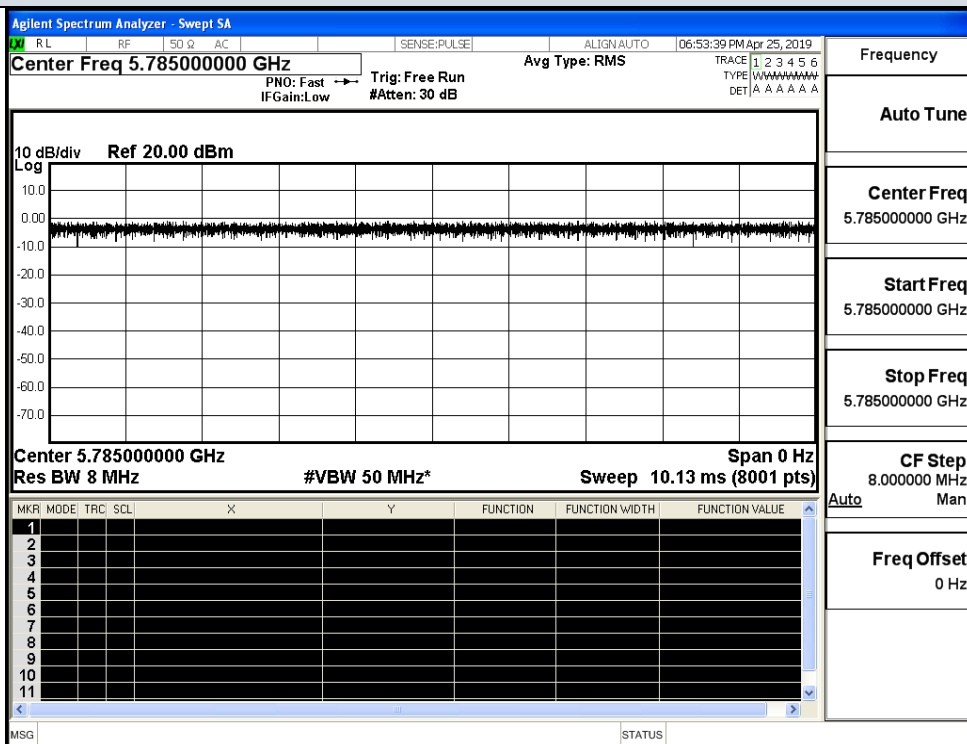 Agilent Spectrum Analyzer - Swept SA
LXI RL RF 50 Ω AC SENSE:PULSE ALIGN AUTO 06:53:39 PM Apr 25, 2019
Center Freq 5.785000000 GHz
PNO: Fast
IFGain:Low
Trig: Free Run
#Atten: 30 dB
Avg Type: RMS
TRACE 1 2 3 4 5 6
TYPE
DET A A A A A A
10 dB/div Ref 20.00 dBm
Log
10.0
0.00
-10.0
-20.0
-30.0
-40.0
-50.0
-60.0
-70.0
Center 5.785000000 GHz Span 0 Hz
Res BW 8 MHz #VBW 50 MHz* Sweep 10.13 ms (8001 pts)
MKR MODE TRC SCL X Y FUNCTION FUNCTION WIDTH FUNCTION VALUE
1
2
3
4
5
6
7
8
9
10
11
MSG STATUS
Frequency
Auto Tune
Center Freq
5.785000000 GHz
Start Freq
5.785000000 GHz
Stop Freq
5.785000000 GHz
CF Step
8.000000 MHz
Auto Man
Freq Offset
0 Hz